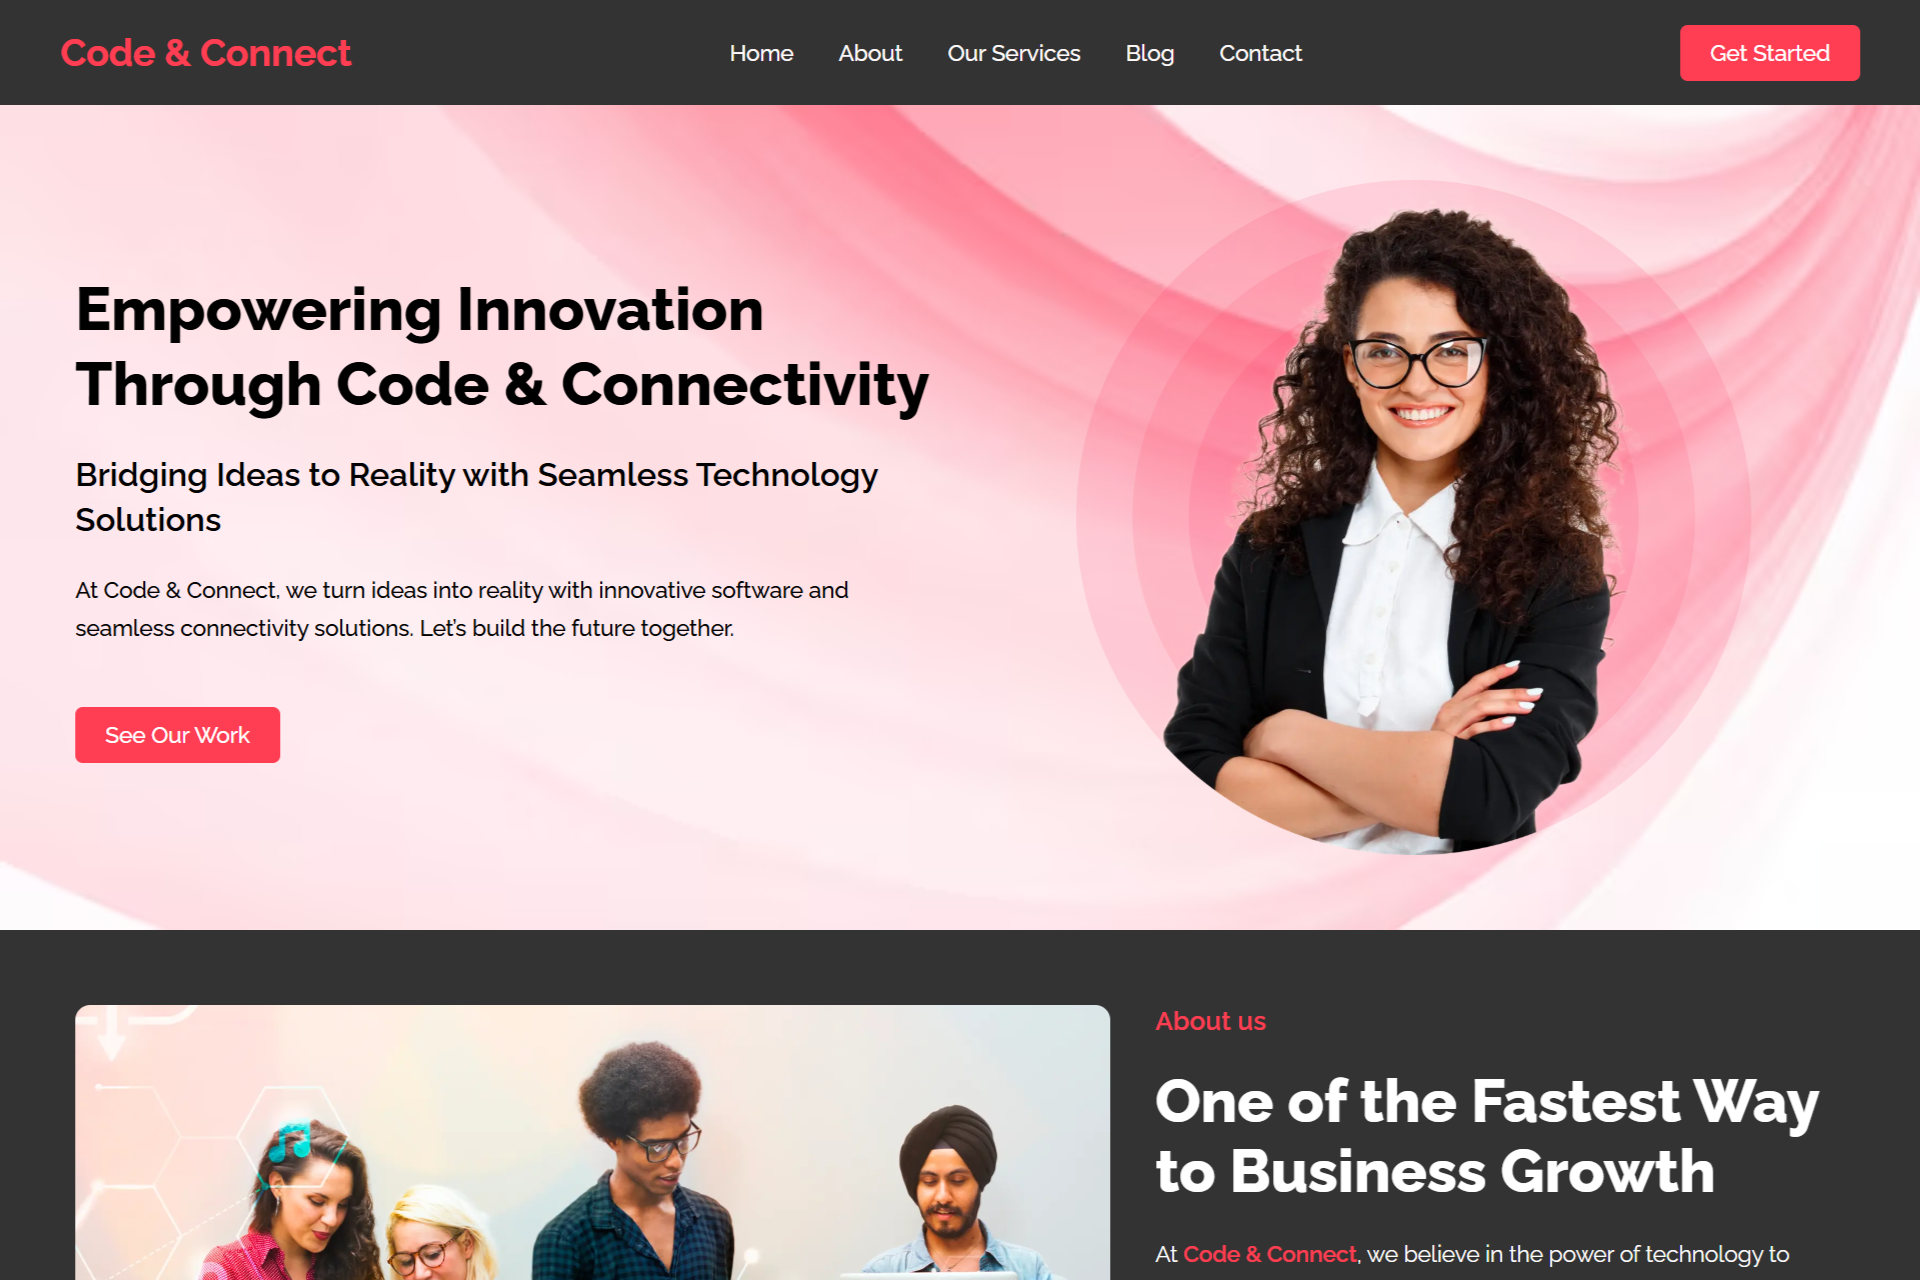 Code & Connect
Home
About
Our Services
Blog
Contact
Get Started
Empowering Innovation
Through Code & Connectivity
Bridging Ideas to Reality with Seamless Technology
Solutions
At Code & Connect, we turn ideas into reality with innovative software and
seamless connectivity solutions. Let’s build the future together.
See Our Work
About us
One of the Fastest Way
to Business Growth
At Code & Connect, we believe in the power of technology to